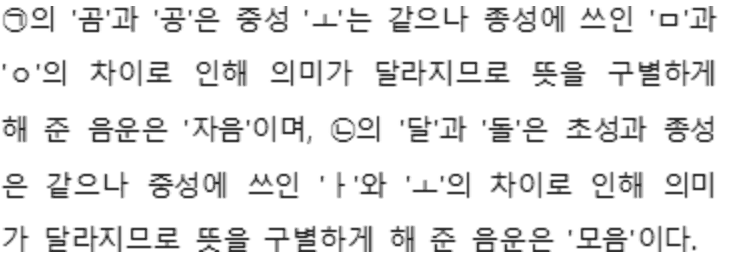 ㉠의 '곰'과 '공'은 중성 'ㅗ'는 같으나 종성에 쓰인 'ㅁ'과
'ㅇ'의 차이로 인해 의미가 달라지므로 뜻을 구별하게
해 준 음운은 '자음'이며, ㉡의 '달'과 '돌'은 초성과 종성
은 같으나 중성에 쓰인 'ㅏ'와 'ㅗ'의 차이로 인해 의미
가 달라지므로 뜻을 구별하게 해 준 음운은 '모음'이다.